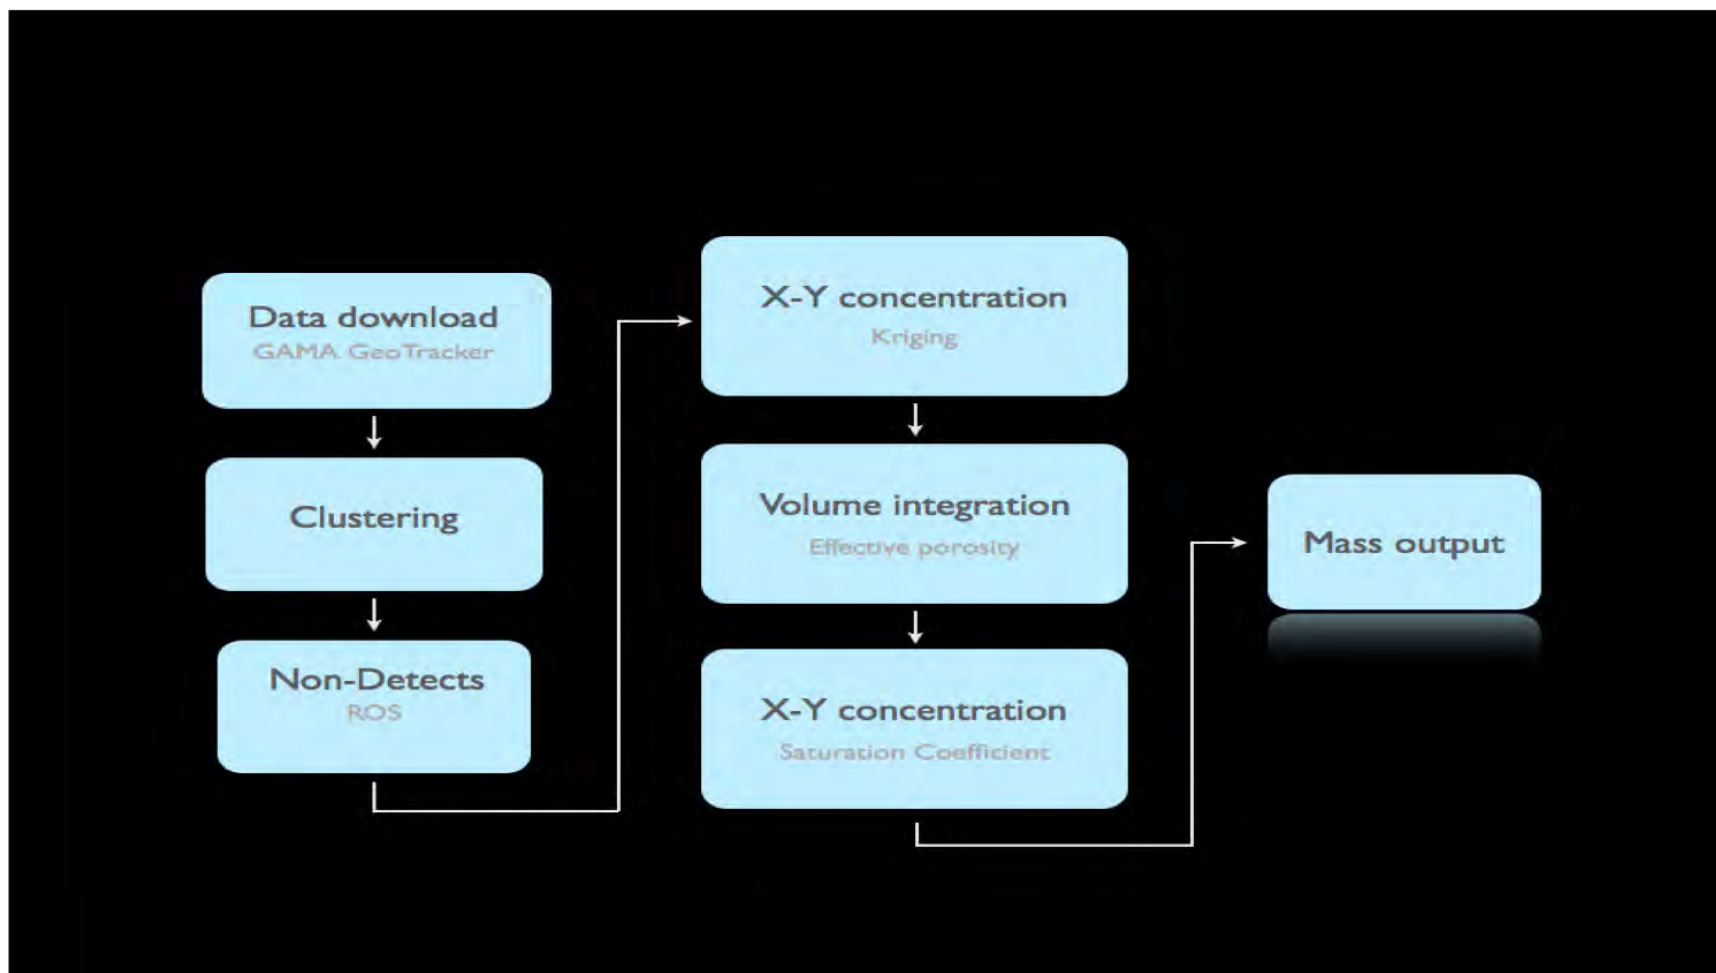 Data download
GAMA GeoTracker
Clustering
Non-Detects
ROS
X-Y concentration
Kriging
Volume integration
Effective porosity
X-Y concentration
Saturation Coefficient
Mass output